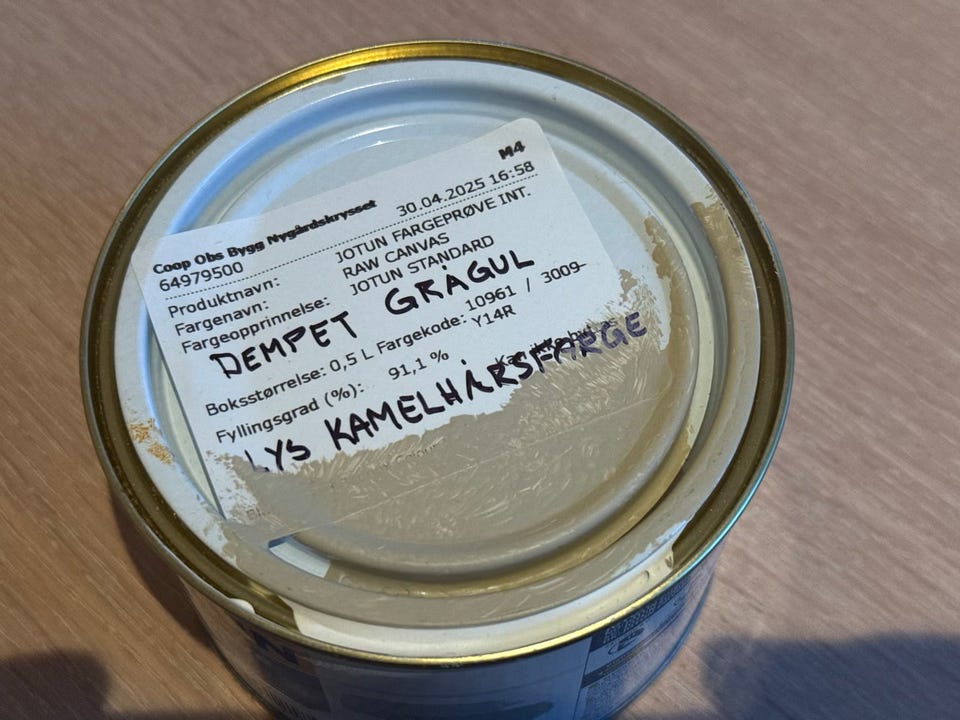 M4
Coop Obs Bygg Nygårdskrysset
64979500 30.04.2025 16:58
Produktnavn: JOTUN FARGEPRØVE INT.
Fargenavn: RAW CANVAS
Fargeopprinnelse: JOTUN STANDARD
DEMPET GRÅGUL
Boksstørrelse: 0,5 L Fargekode: 10961 / 3009-
Y14R
Fyllingsgrad (%): 91,1 %
LYS KAMELHÅRSFARGE